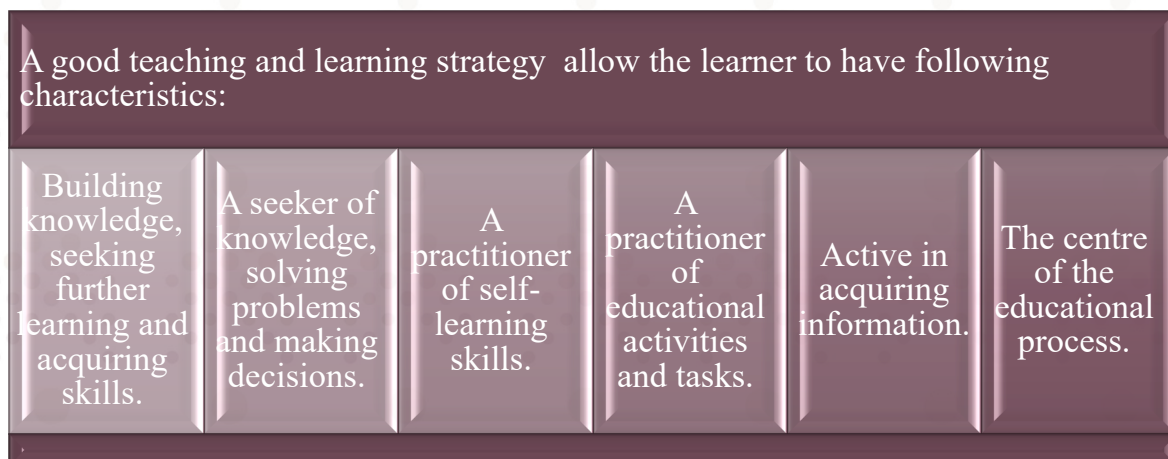 A good teaching and learning strategy allow the learner to have following
characteristics:
Building
knowledge,
seeking
further
learning and
acquiring
skills.
A seeker of
knowledge,
solving
problems
and making
decisions.
A
practitioner
of self-
learning
skills.
A
practitioner
of
educational
activities
and tasks.
Active in
acquiring
information.
The centre
of the
educational
process.